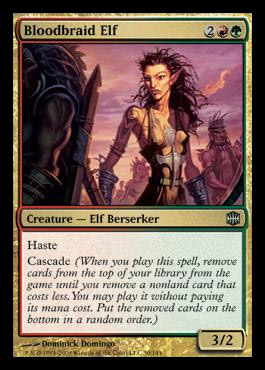 Bloodbraid Elf 2
Creature — Elf Berserker
Haste
Cascade (When you play this spell, remove
cards from the top of your library from the
game until you remove a nonland card that
costs less. You may play it without paying
its mana cost. Put the removed cards on the
bottom in a random order.)
3/2
Dominick Domingo